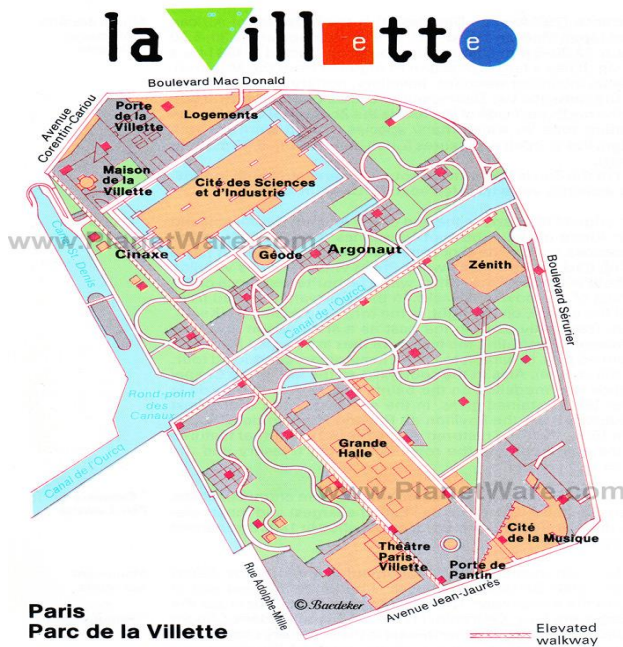 la Villette
Boulevard Mac Donald
Avenue
Corentin-Cariou
Porte
de la
Villette
Logements
Maison
de la
Villette
Cité des Sciences
et d'Industrie
www.PlanetWare.com
Canal St. Denis
Cinaxe
Géode
Argonaut
Zénith
Boulevard Sérurier
Canal de l'Ourcq
Rond-point
des
Canaux
Grande
Halle
Canal de l'Ourcq
www.PlanetWare.com
Cité
de la Musique
Théâtre
Paris-
Villette
Porte de
Pantin
Rue Adolphe-Mille
© Baedeker
Avenue Jean-Jaurès
Paris
Parc de la Villette
Elevated
walkway